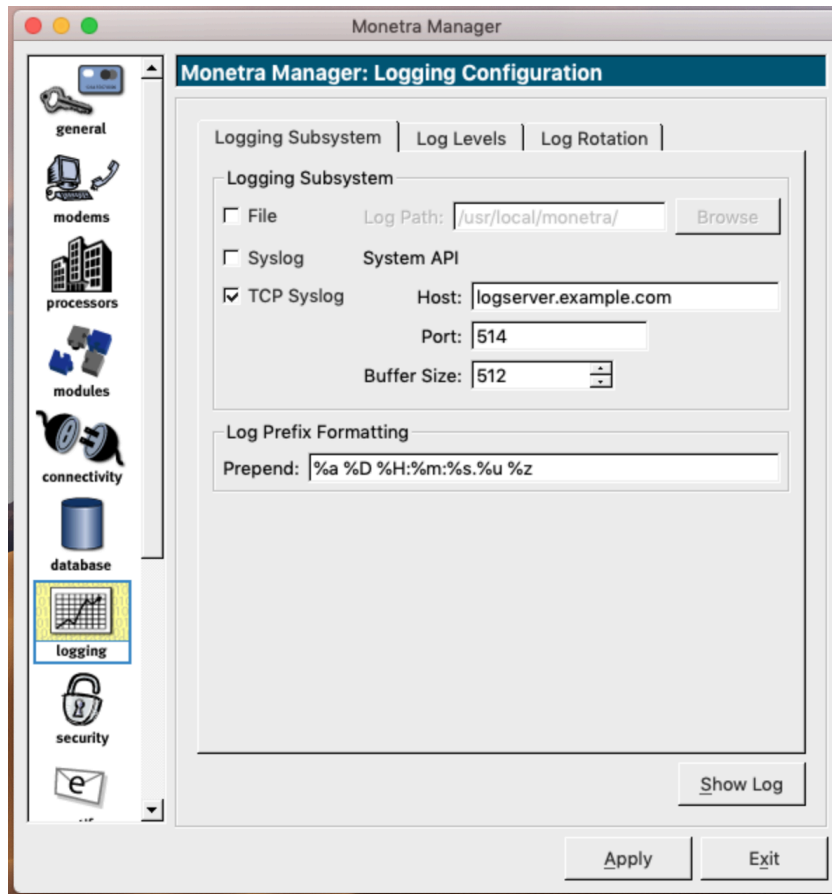 Monetra Manager
general
modems
processors
modules
connectivity
database
logging
security
Monetra Manager: Logging Configuration
Logging Subsystem Log Levels Log Rotation
Logging Subsystem
File Log Path: /usr/local/monetra/ Browse
Syslog System API
TCP Syslog Host: logserver.example.com
Port: 514
Buffer Size: 512
Log Prefix Formatting
Prepend: %a %D %H:%m:%s.%u %z
Show Log
Apply Exit